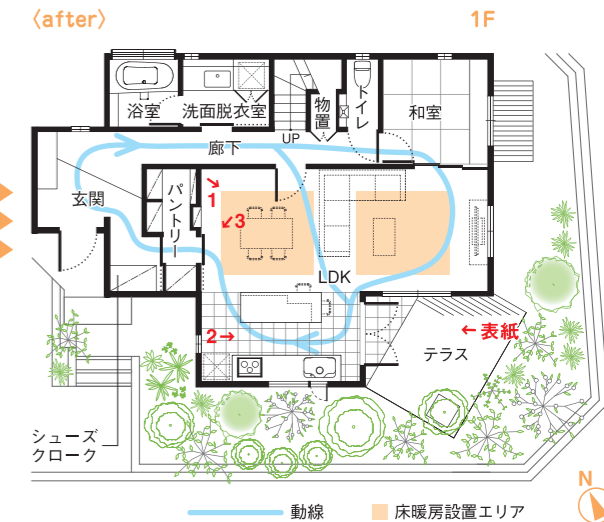 〈after〉
1F
浴室
洗面脱衣室
物置
トイレ
和室
UP
廊下
玄関
パントリー
1
3
LDK
2
表紙
テラス
シューズ
クローク
動線
床暖房設置エリア
N